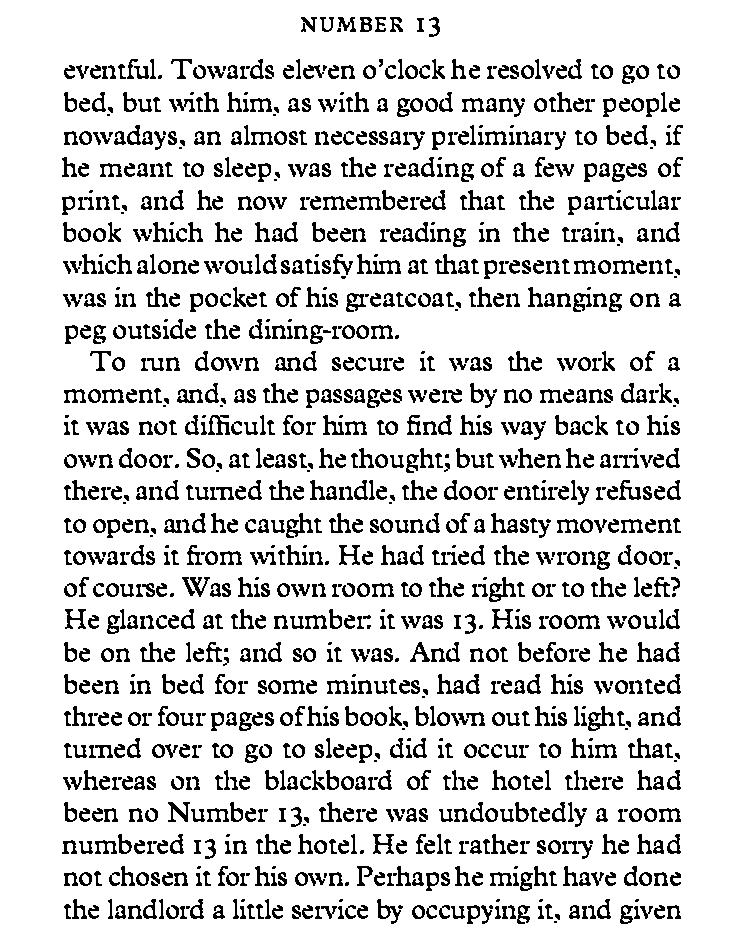 NUMBER 13
eventful. Towards eleven o'clock he resolved to go to
bed, but with him, as with a good many other people
nowadays, an almost necessary preliminary to bed, if
he meant to sleep, was the reading of a few pages of
print, and he now remembered that the particular
book which he had been reading in the train, and
which alone would satisfy him at that present moment,
was in the pocket of his greatcoat, then hanging on a
peg outside the dining-room.
To run down and secure it was the work of a
moment, and, as the passages were by no means dark,
it was not difficult for him to find his way back to his
own door. So, at least, he thought; but when he arrived
there, and turned the handle, the door entirely refused
to open, and he caught the sound of a hasty movement
towards it from within. He had tried the wrong door,
of course. Was his own room to the right or to the left?
He glanced at the number: it was 13. His room would
be on the left; and so it was. And not before he had
been in bed for some minutes, had read his wonted
three or four pages of his book, blown out his light, and
turned over to go to sleep, did it occur to him that,
whereas on the blackboard of the hotel there had
been no Number 13, there was undoubtedly a room
numbered 13 in the hotel. He felt rather sorry he had
not chosen it for his own. Perhaps he might have done
the landlord a little service by occupying it, and given